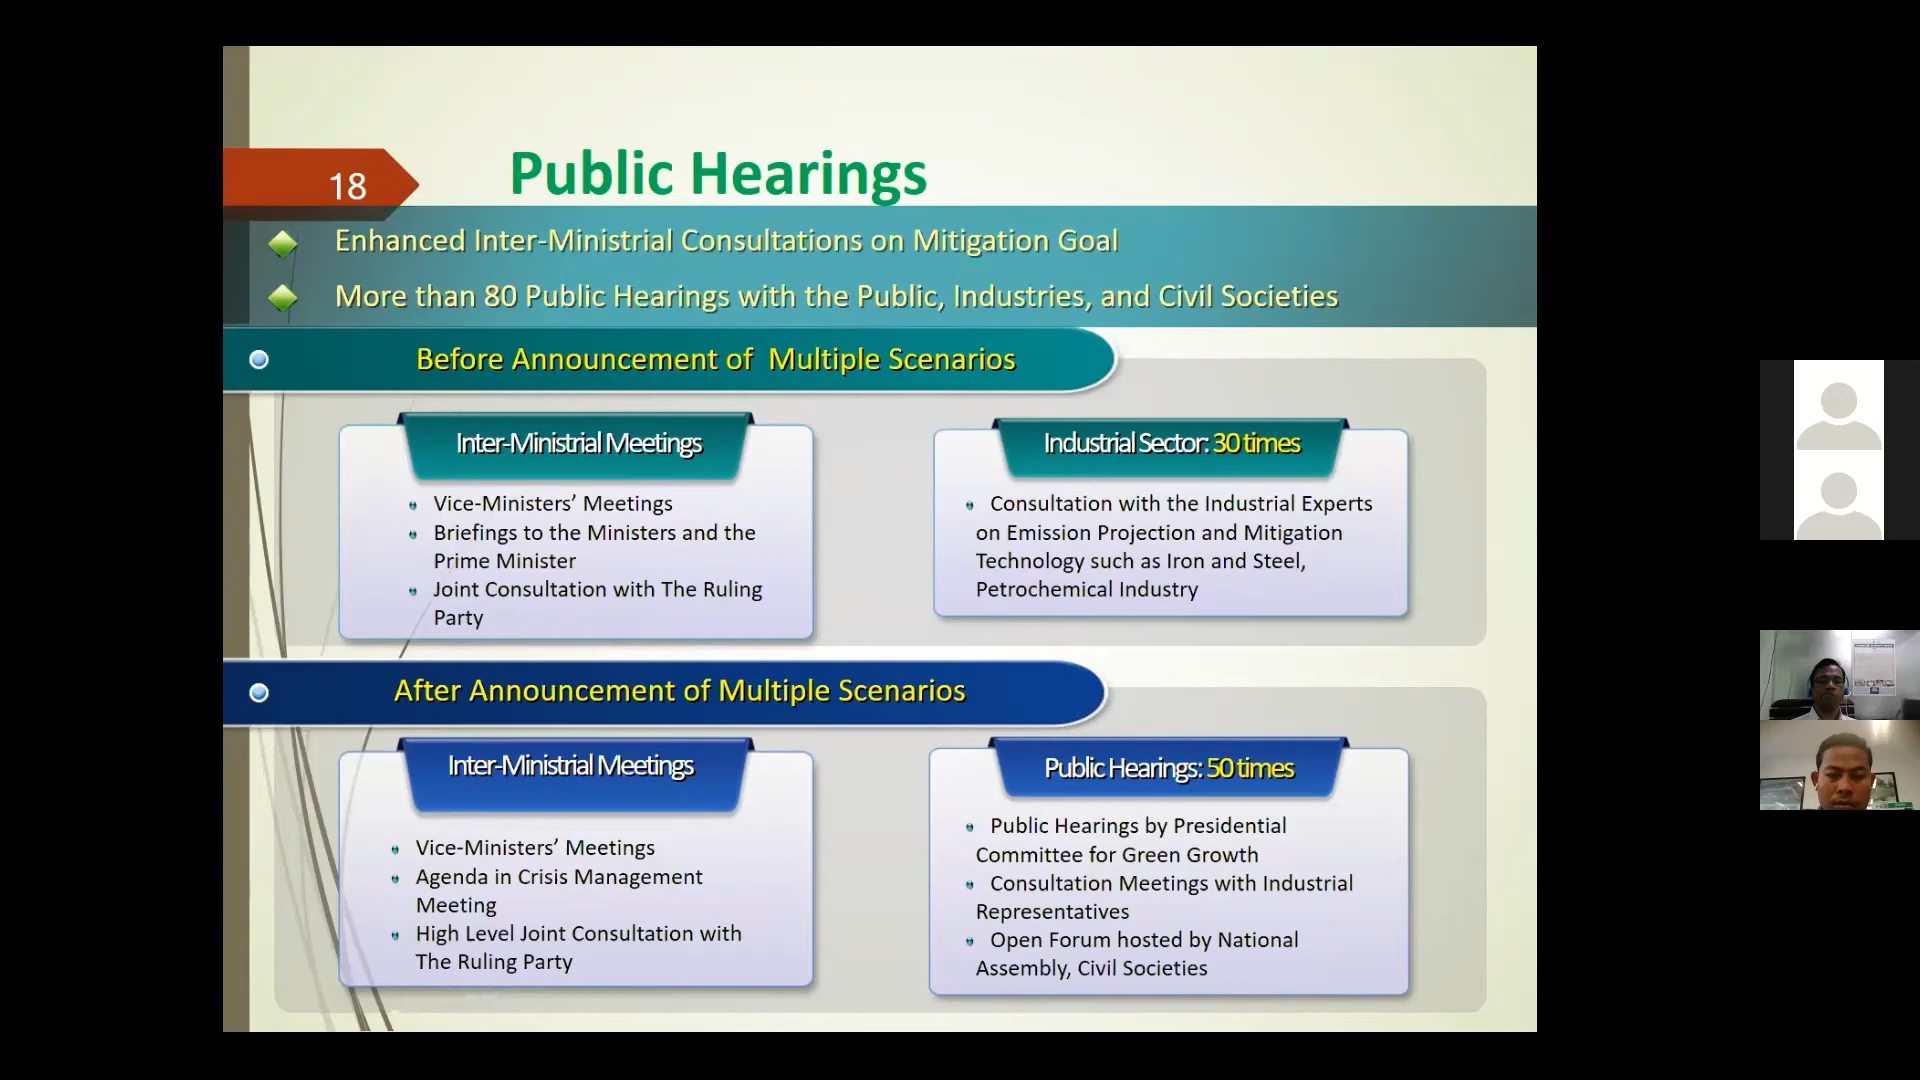 18
Public Hearings
Enhanced Inter-Ministrial Consultations on Mitigation Goal
More than 80 Public Hearings with the Public, Industries, and Civil Societies
Before Announcement of Multiple Scenarios
Inter-Ministrial Meetings
Vice-Ministers’ Meetings
Briefings to the Ministers and the
Prime Minister
Joint Consultation with The Ruling
Party
Industrial Sector: 30 times
Consultation with the Industrial Experts
on Emission Projection and Mitigation
Technology such as Iron and Steel,
Petrochemical Industry
After Announcement of Multiple Scenarios
Inter-Ministrial Meetings
Vice-Ministers’ Meetings
Agenda in Crisis Management
Meeting
High Level Joint Consultation with
The Ruling Party
Public Hearings: 50 times
Public Hearings by Presidential
Committee for Green Growth
Consultation Meetings with Industrial
Representatives
Open Forum hosted by National
Assembly, Civil Societies